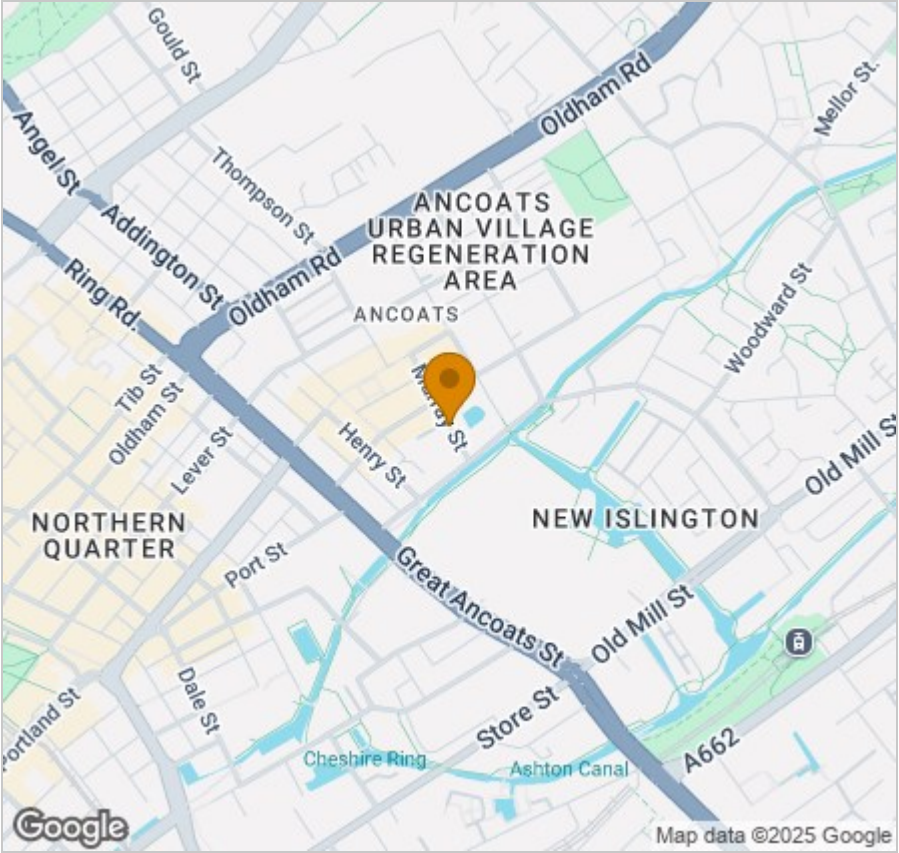 Gould St
Oldham Rd
Mellor St.
Angel St
Thompson St
ANCOATS
URBAN VILLAGE
REGENERATION
AREA
Addington St
Oldham Rd
Ring Rd.
ANCOATS
Woodward St
Tib St
Oldham St
Murray St
Lever St
Henry St
Old Mill S
NORTHERN
QUARTER
NEW ISLINGTON
Port St
Great Ancoats St
Old Mill St
Dale St
Portland St
Store St
A662
Cheshire Ring
Ashton Canal
Google
Map data ©2025 Google